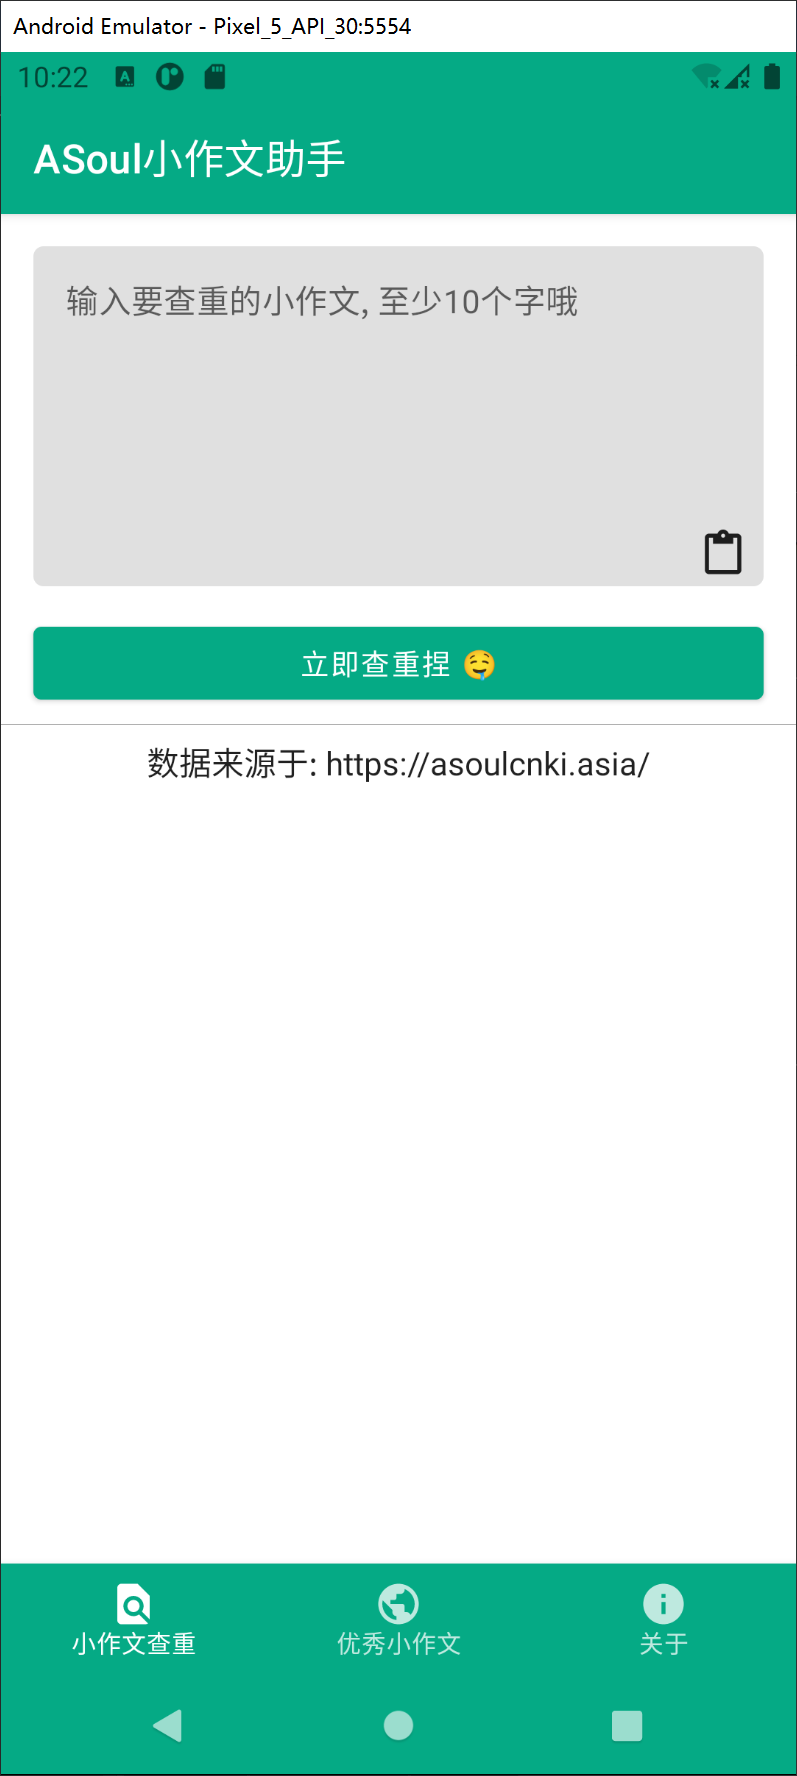 Android Emulator - Pixel_5_API_30:5554
10:22
ASoul小作文助手
输入要查重的小作文, 至少10个字哦
立即查重捏 🤤
数据来源于: https://asoulcnki.asia/
小作文查重 优秀小作文 关于